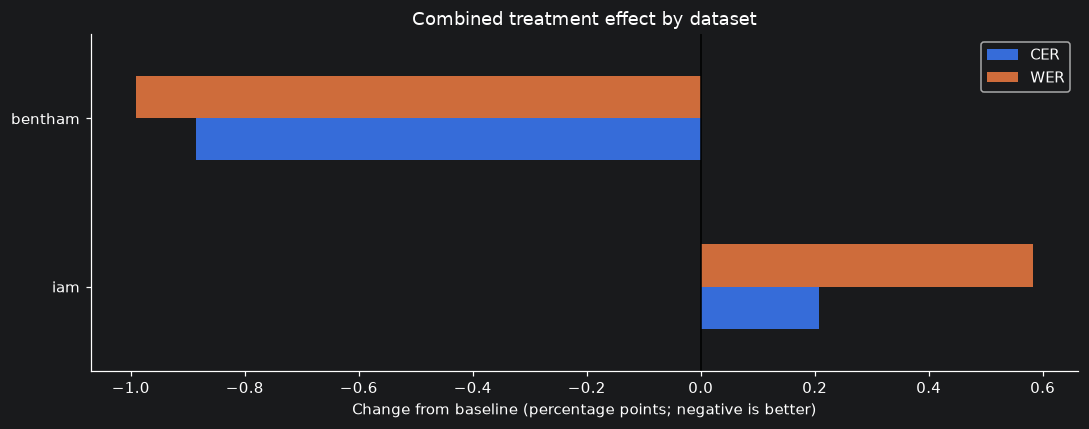 Combined treatment effect by dataset
CER
WER
bentham
iam
−1.0 −0.8 −0.6 −0.4 −0.2 0.0 0.2 0.4 0.6
Change from baseline (percentage points; negative is better)